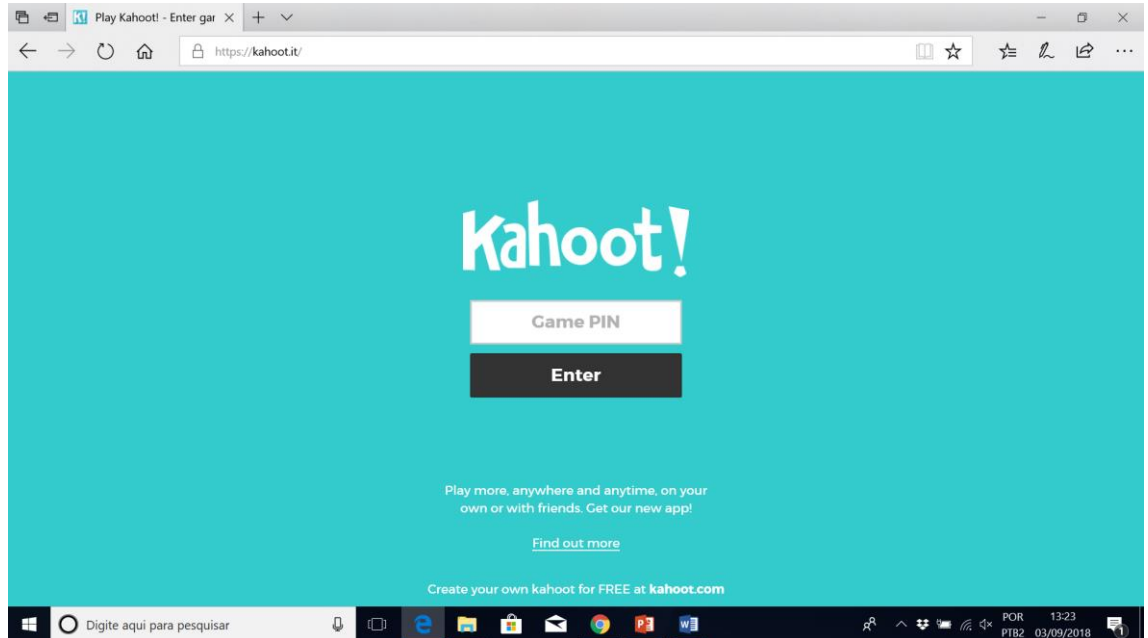 Play Kahoot! - Enter gar
https://kahoot.it/
Kahoot!
Game PIN
Enter
Play more, anywhere and anytime, on your
own or with friends. Get our new app!
Find out more
Create your own kahoot for FREE at kahoot.com
Digite aqui para pesquisar
POR
PTB2
13:23
03/09/2018